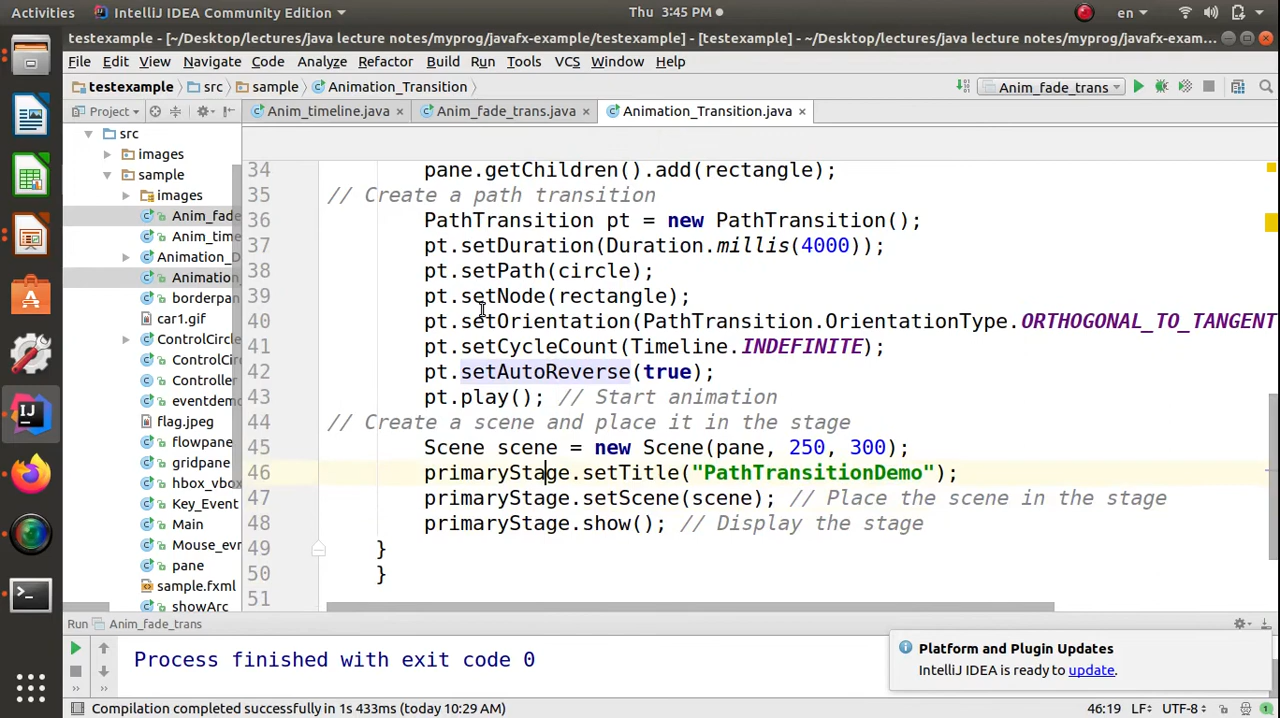 Activities IntelliJ IDEA Community Edition Thu 3:45 PM en
testexample - [~/Desktop/lectures/java lecture notes/myprog/javafx-example/testexample] - [testexample] - [~/Desktop/lectures/java lecture notes/myprog/javafx-exam...
File Edit View Navigate Code Analyze Refactor Build Run Tools VCS Window Help
testexample src sample Animation_Transition Anim_fade_trans
Project Anim_timeline.java × Anim_fade_trans.java × Animation_Transition.java ×
src
images
sample
images
Anim_fade
Anim_time
Animation_D
Animation
borderpan
car1.gif
ControlCircle
ControlCirc
Controller
eventdemo
flag.jpeg
flowpane
gridpane
hbox_vbox
Key_Event
Main
Mouse_evn
pane
sample.fxml
showArc
34 pane.getChildren().add(rectangle);
35 // Create a path transition
36 PathTransition pt = new PathTransition();
37 pt.setDuration(Duration.millis(4000));
38 pt.setPath(circle);
39 pt.setNode(rectangle);
40 pt.setOrientation(PathTransition.OrientationType.ORTHOGONAL_TO_TANGENT
41 pt.setCycleCount(Timeline.INDEFINITE);
42 pt.setAutoReverse(true);
43 pt.play(); // Start animation
44 // Create a scene and place it in the stage
45 Scene scene = new Scene(pane, 250, 300);
46 primaryStage.setTitle("PathTransitionDemo");
47 primaryStage.setScene(scene); // Place the scene in the stage
48 primaryStage.show(); // Display the stage
49 }
50 }
51
Run Anim_fade_trans
Process finished with exit code 0
Platform and Plugin Updates
IntelliJ IDEA is ready to update.
Compilation completed successfully in 1s 433ms (today 10:29 AM) 46:19 LF÷ UTF-8÷ 1